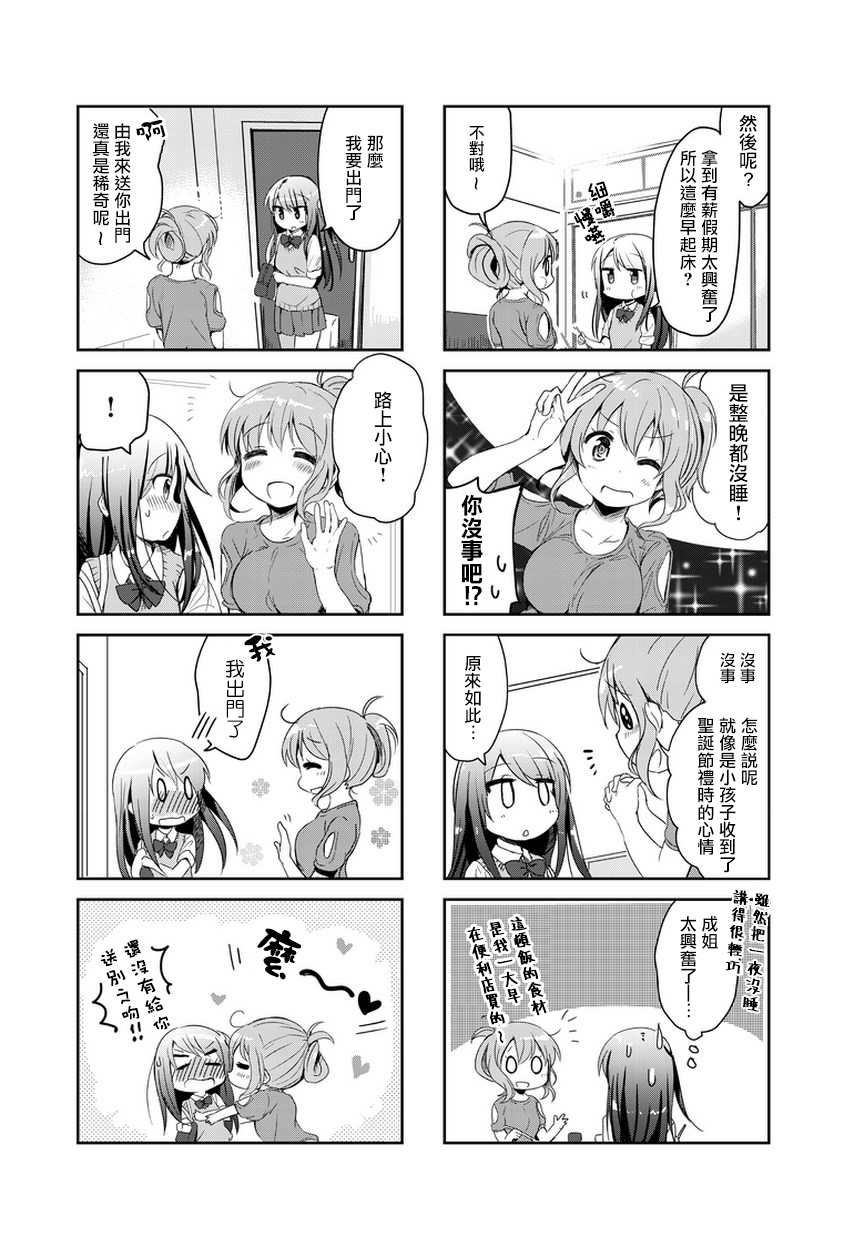 然後呢？
拿到有薪假期太興奮了
所以這麼早起床？
細嚼
慢嚥
不對哦～
是整晚都沒睡！
你沒事吧!?
沒事
沒事
怎麼說呢
就像是小孩子收到了
聖誕節禮時的心情
原來如此…
雖然把一夜沒睡
講得很輕巧
成姐
太興奮了！…
這頓飯的食材
是我一大早
在便利店買的～
那麼
我要出門了
啊
由我來送你出門
還真是稀奇呢～
路上小心！
！
我
我出門了
麼～
還沒有給你
送別之吻!!